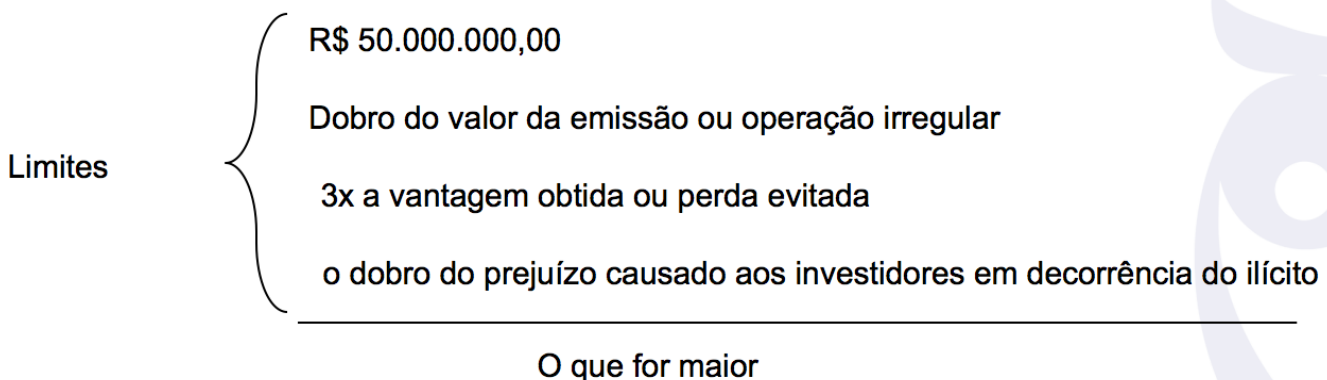 R$ 50.000.000,00
Dobro do valor da emissão ou operação irregular
Limites
3x a vantagem obtida ou perda evitada
o dobro do prejuízo causado aos investidores em decorrência do ilícito
O que for maior